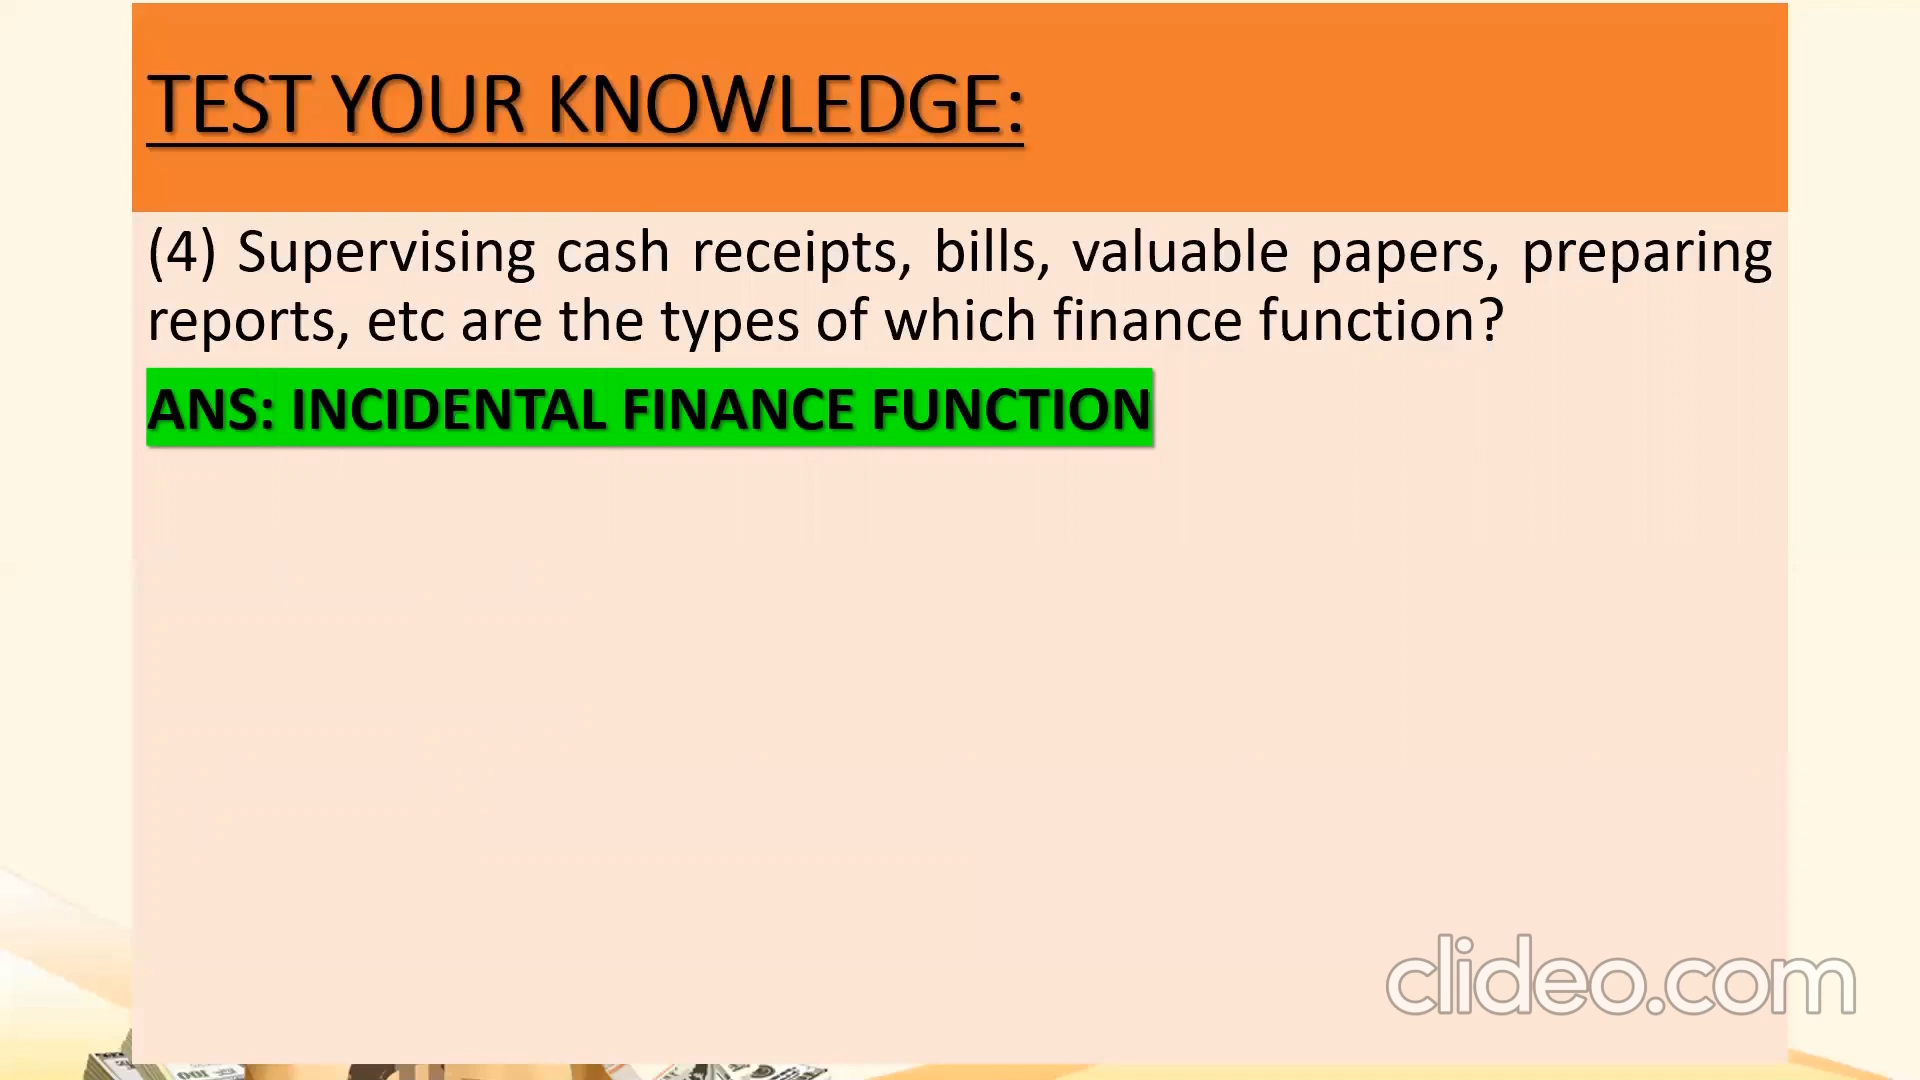 TEST YOUR KNOWLEDGE:
(4) Supervising cash receipts, bills, valuable papers, preparing
reports, etc are the types of which finance function?
ANS: INCIDENTAL FINANCE FUNCTION
clideo.com